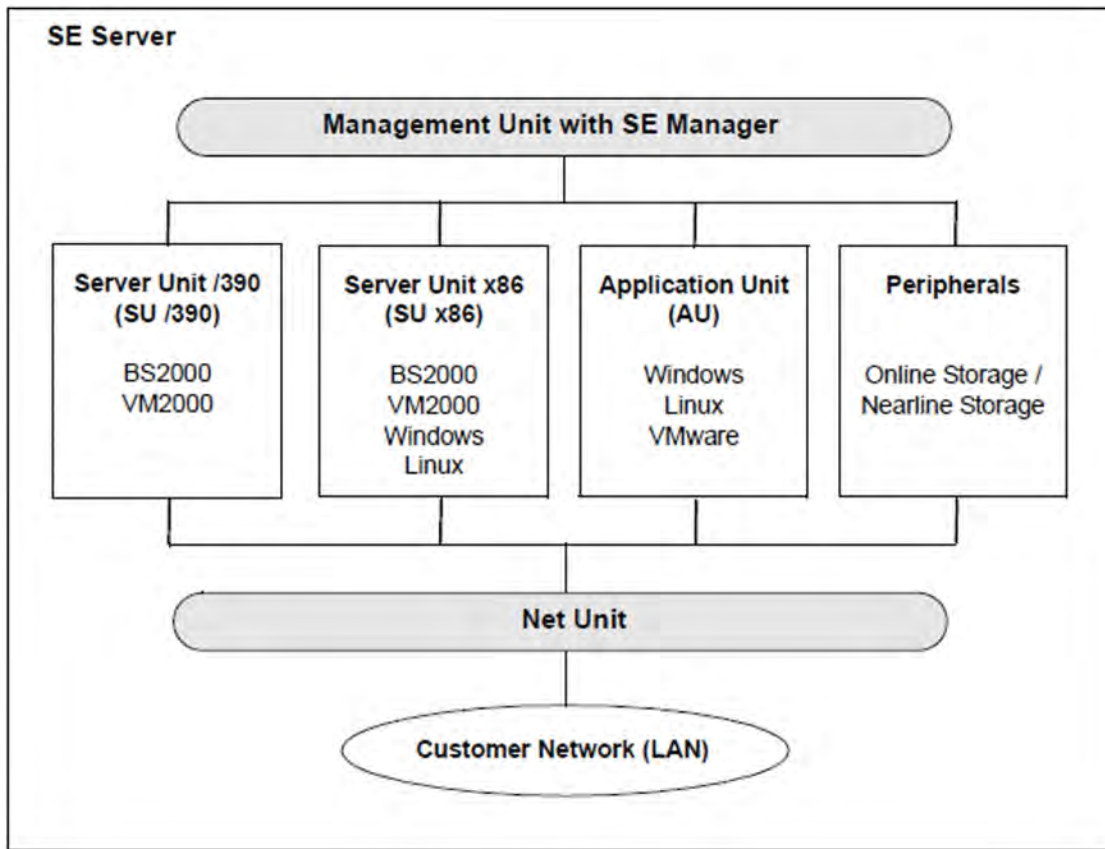 SE Server
Management Unit with SE Manager
Server Unit /390
(SU /390)
BS2000
VM2000
Server Unit x86
(SU x86)
BS2000
VM2000
Windows
Linux
Application Unit
(AU)
Windows
Linux
VMware
Peripherals
Online Storage /
Nearline Storage
Net Unit
Customer Network (LAN)